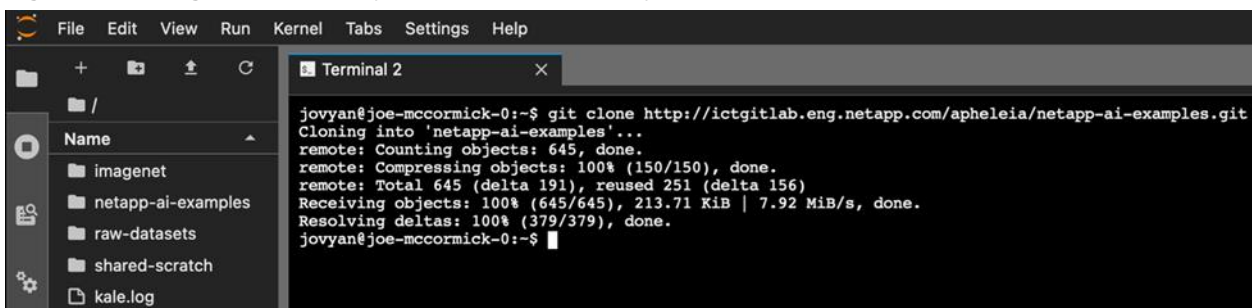 File Edit View Run Kernel Tabs Settings Help
Terminal 2
/
Name
imagenet
netapp-ai-examples
raw-datasets
shared-scratch
kale.log
jovyan@joe-mccormick-0:~$ git clone http://ictgitlab.eng.netapp.com/apheleia/netapp-ai-examples.git
Cloning into 'netapp-ai-examples'...
remote: Counting objects: 645, done.
remote: Compressing objects: 100% (150/150), done.
remote: Total 645 (delta 191), reused 251 (delta 156)
Receiving objects: 100% (645/645), 213.71 KiB | 7.92 MiB/s, done.
Resolving deltas: 100% (379/379), done.
jovyan@joe-mccormick-0:~$